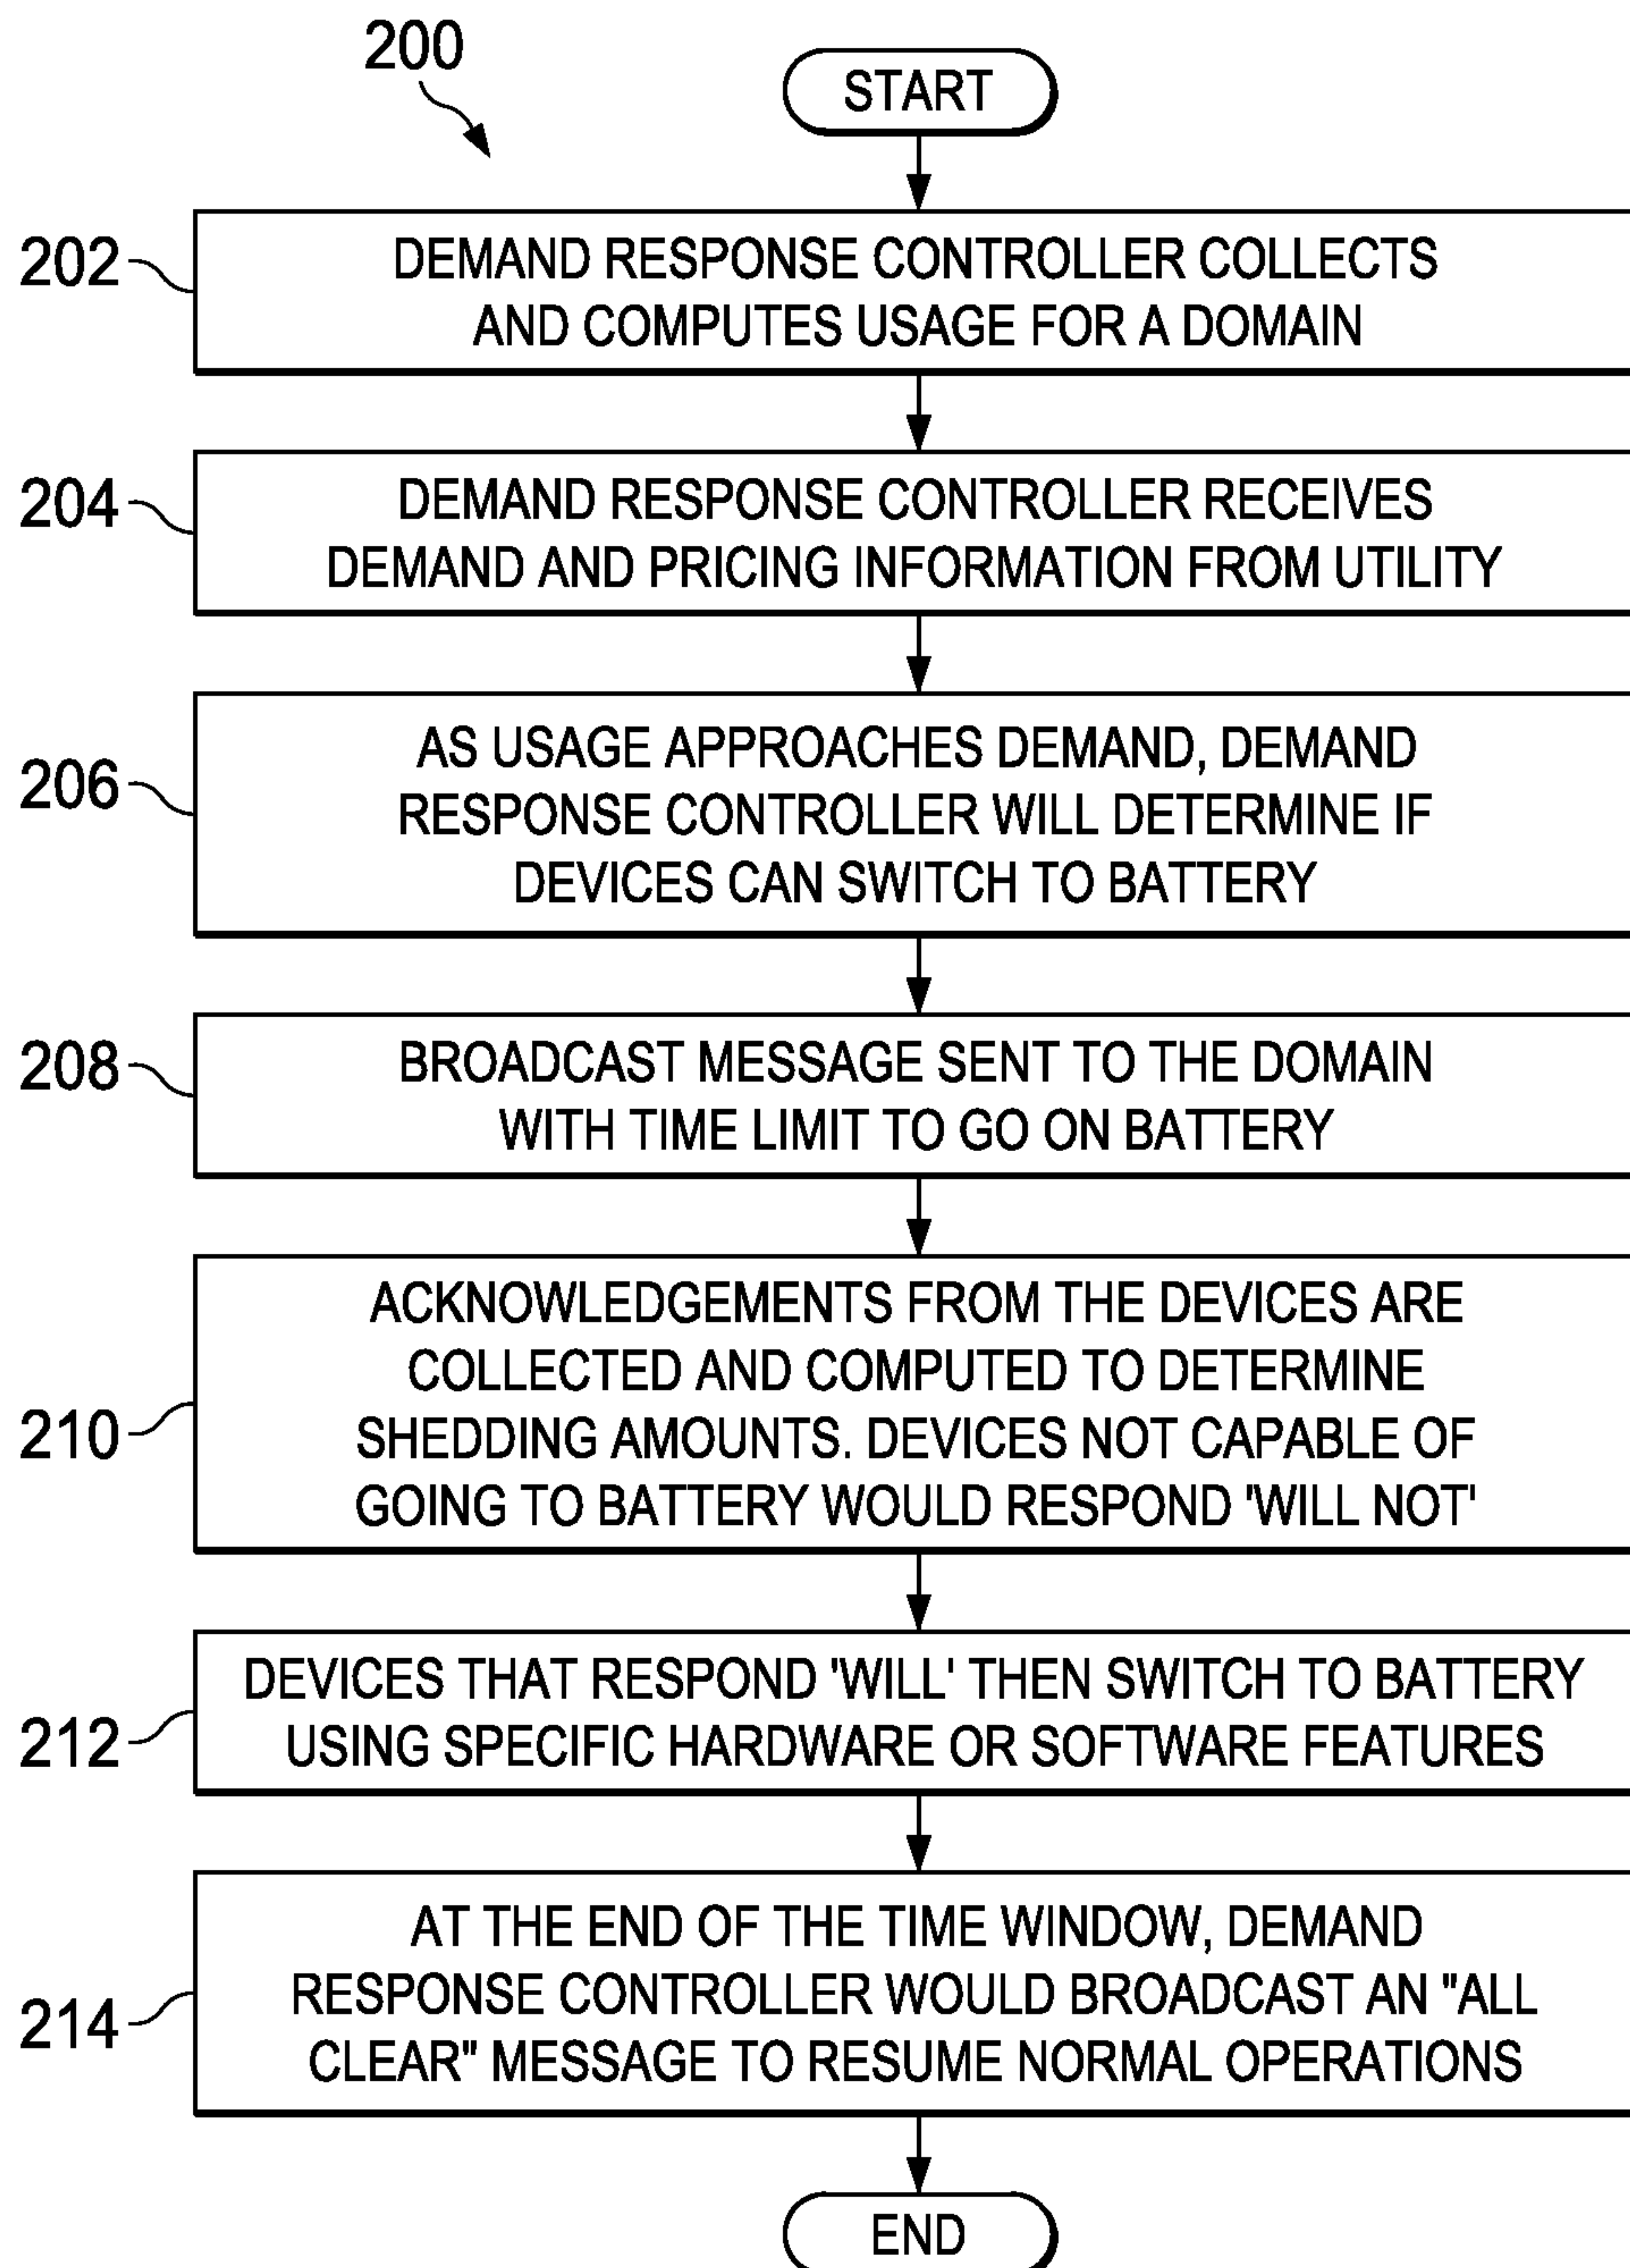 200
START
202
DEMAND RESPONSE CONTROLLER COLLECTS
AND COMPUTES USAGE FOR A DOMAIN
204
DEMAND RESPONSE CONTROLLER RECEIVES
DEMAND AND PRICING INFORMATION FROM UTILITY
206
AS USAGE APPROACHES DEMAND, DEMAND
RESPONSE CONTROLLER WILL DETERMINE IF
DEVICES CAN SWITCH TO BATTERY
208
BROADCAST MESSAGE SENT TO THE DOMAIN
WITH TIME LIMIT TO GO ON BATTERY
210
ACKNOWLEDGEMENTS FROM THE DEVICES ARE
COLLECTED AND COMPUTED TO DETERMINE
SHEDDING AMOUNTS. DEVICES NOT CAPABLE OF
GOING TO BATTERY WOULD RESPOND 'WILL NOT'
212
DEVICES THAT RESPOND 'WILL' THEN SWITCH TO BATTERY
USING SPECIFIC HARDWARE OR SOFTWARE FEATURES
214
AT THE END OF THE TIME WINDOW, DEMAND
RESPONSE CONTROLLER WOULD BROADCAST AN "ALL
CLEAR" MESSAGE TO RESUME NORMAL OPERATIONS
END